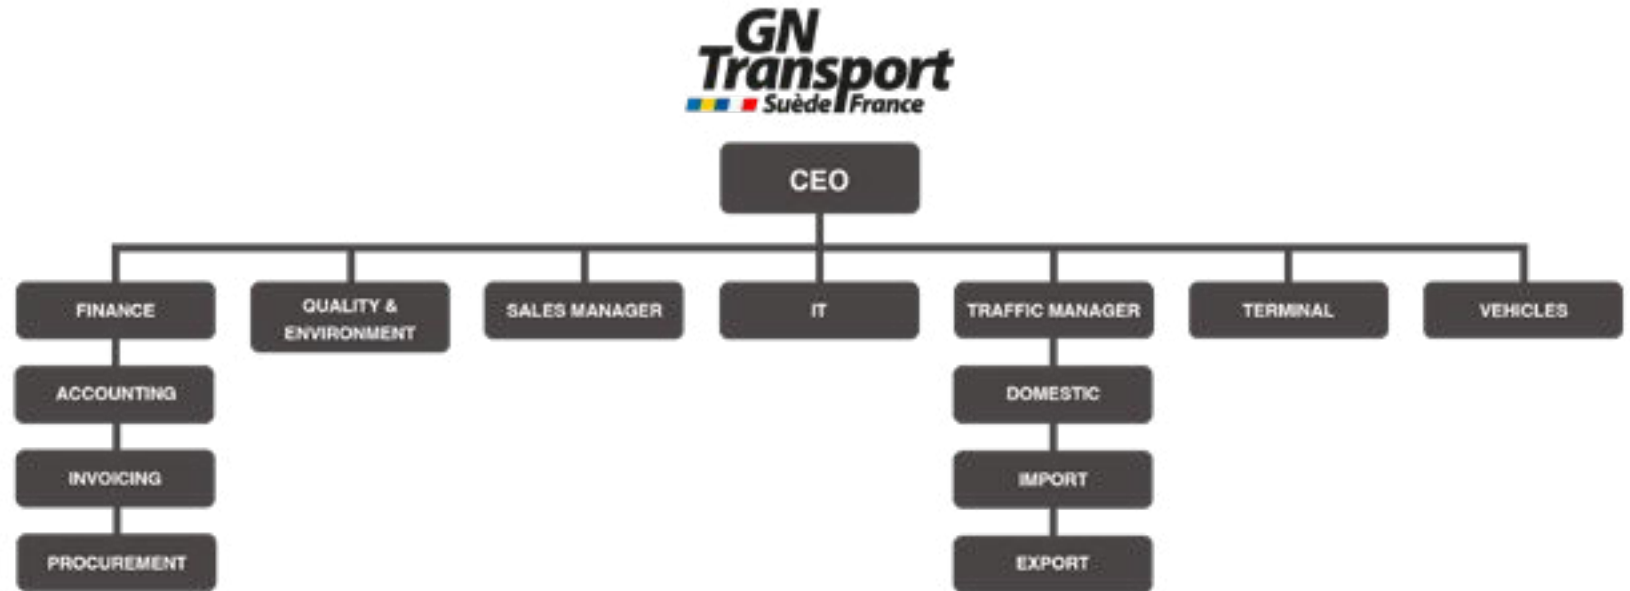 GN
Transport
Suède France
CEO
FINANCE
QUALITY &
ENVIRONMENT
SALES MANAGER
IT
TRAFFIC MANAGER
TERMINAL
VEHICLES
ACCOUNTING
DOMESTIC
INVOICING
IMPORT
PROCUREMENT
EXPORT